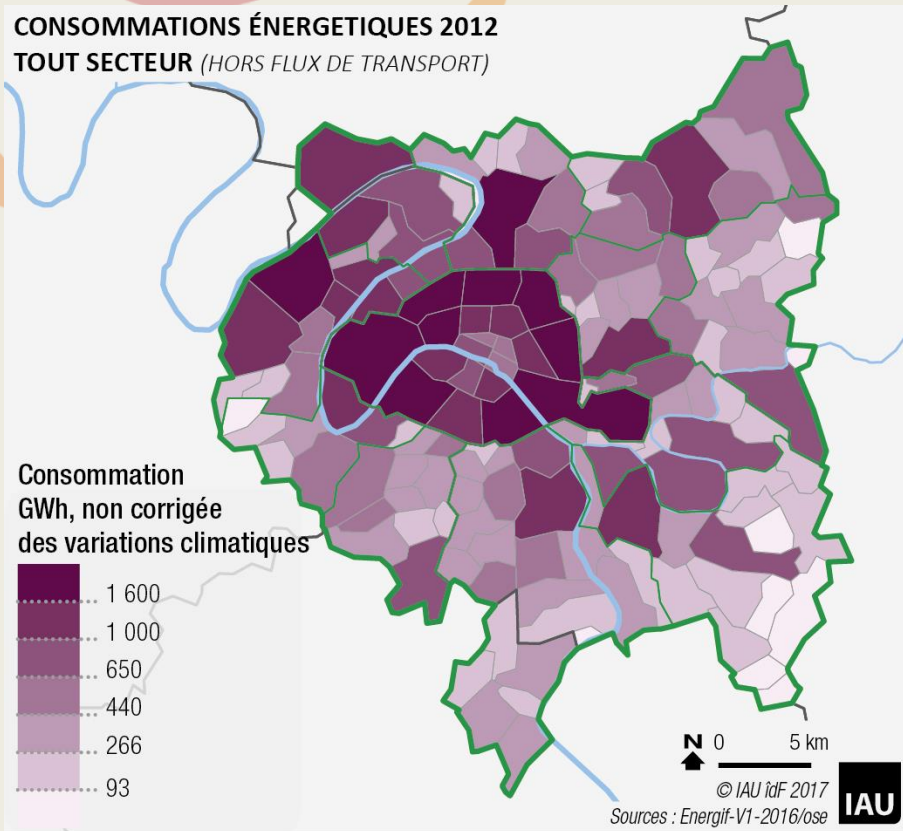 CONSOMMATIONS ÉNERGETIQUES 2012
TOUT SECTEUR (HORS FLUX DE TRANSPORT)
Consommation
GWh, non corrigée
des variations climatiques
1 600
1 000
650
440
266
93
N 0 5 km
© IAU îdF 2017
Sources : Energif-V1-2016/ose
IAU